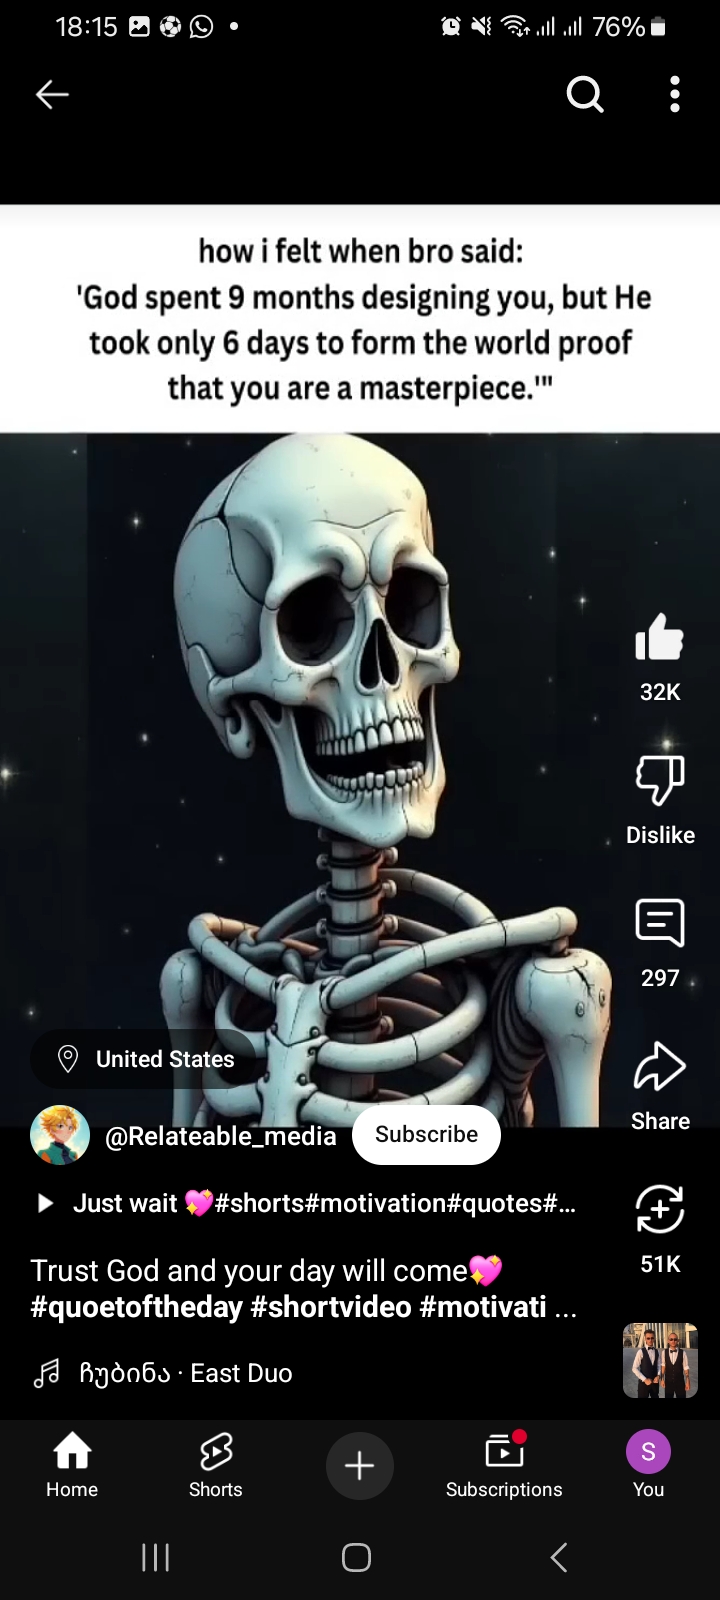 18:15
76%
how i felt when bro said:
'God spent 9 months designing you, but He
took only 6 days to form the world proof
that you are a masterpiece.'"
32K
Dislike
297
Share
51K
United States
@Relateable_media
Subscribe
Just wait 💖#shorts#motivation#quotes#...
Trust God and your day will come💖
#quoetoftheday #shortvideo #motivati ...
ჩუბინა · East Duo
Home
Shorts
Subscriptions
S
You